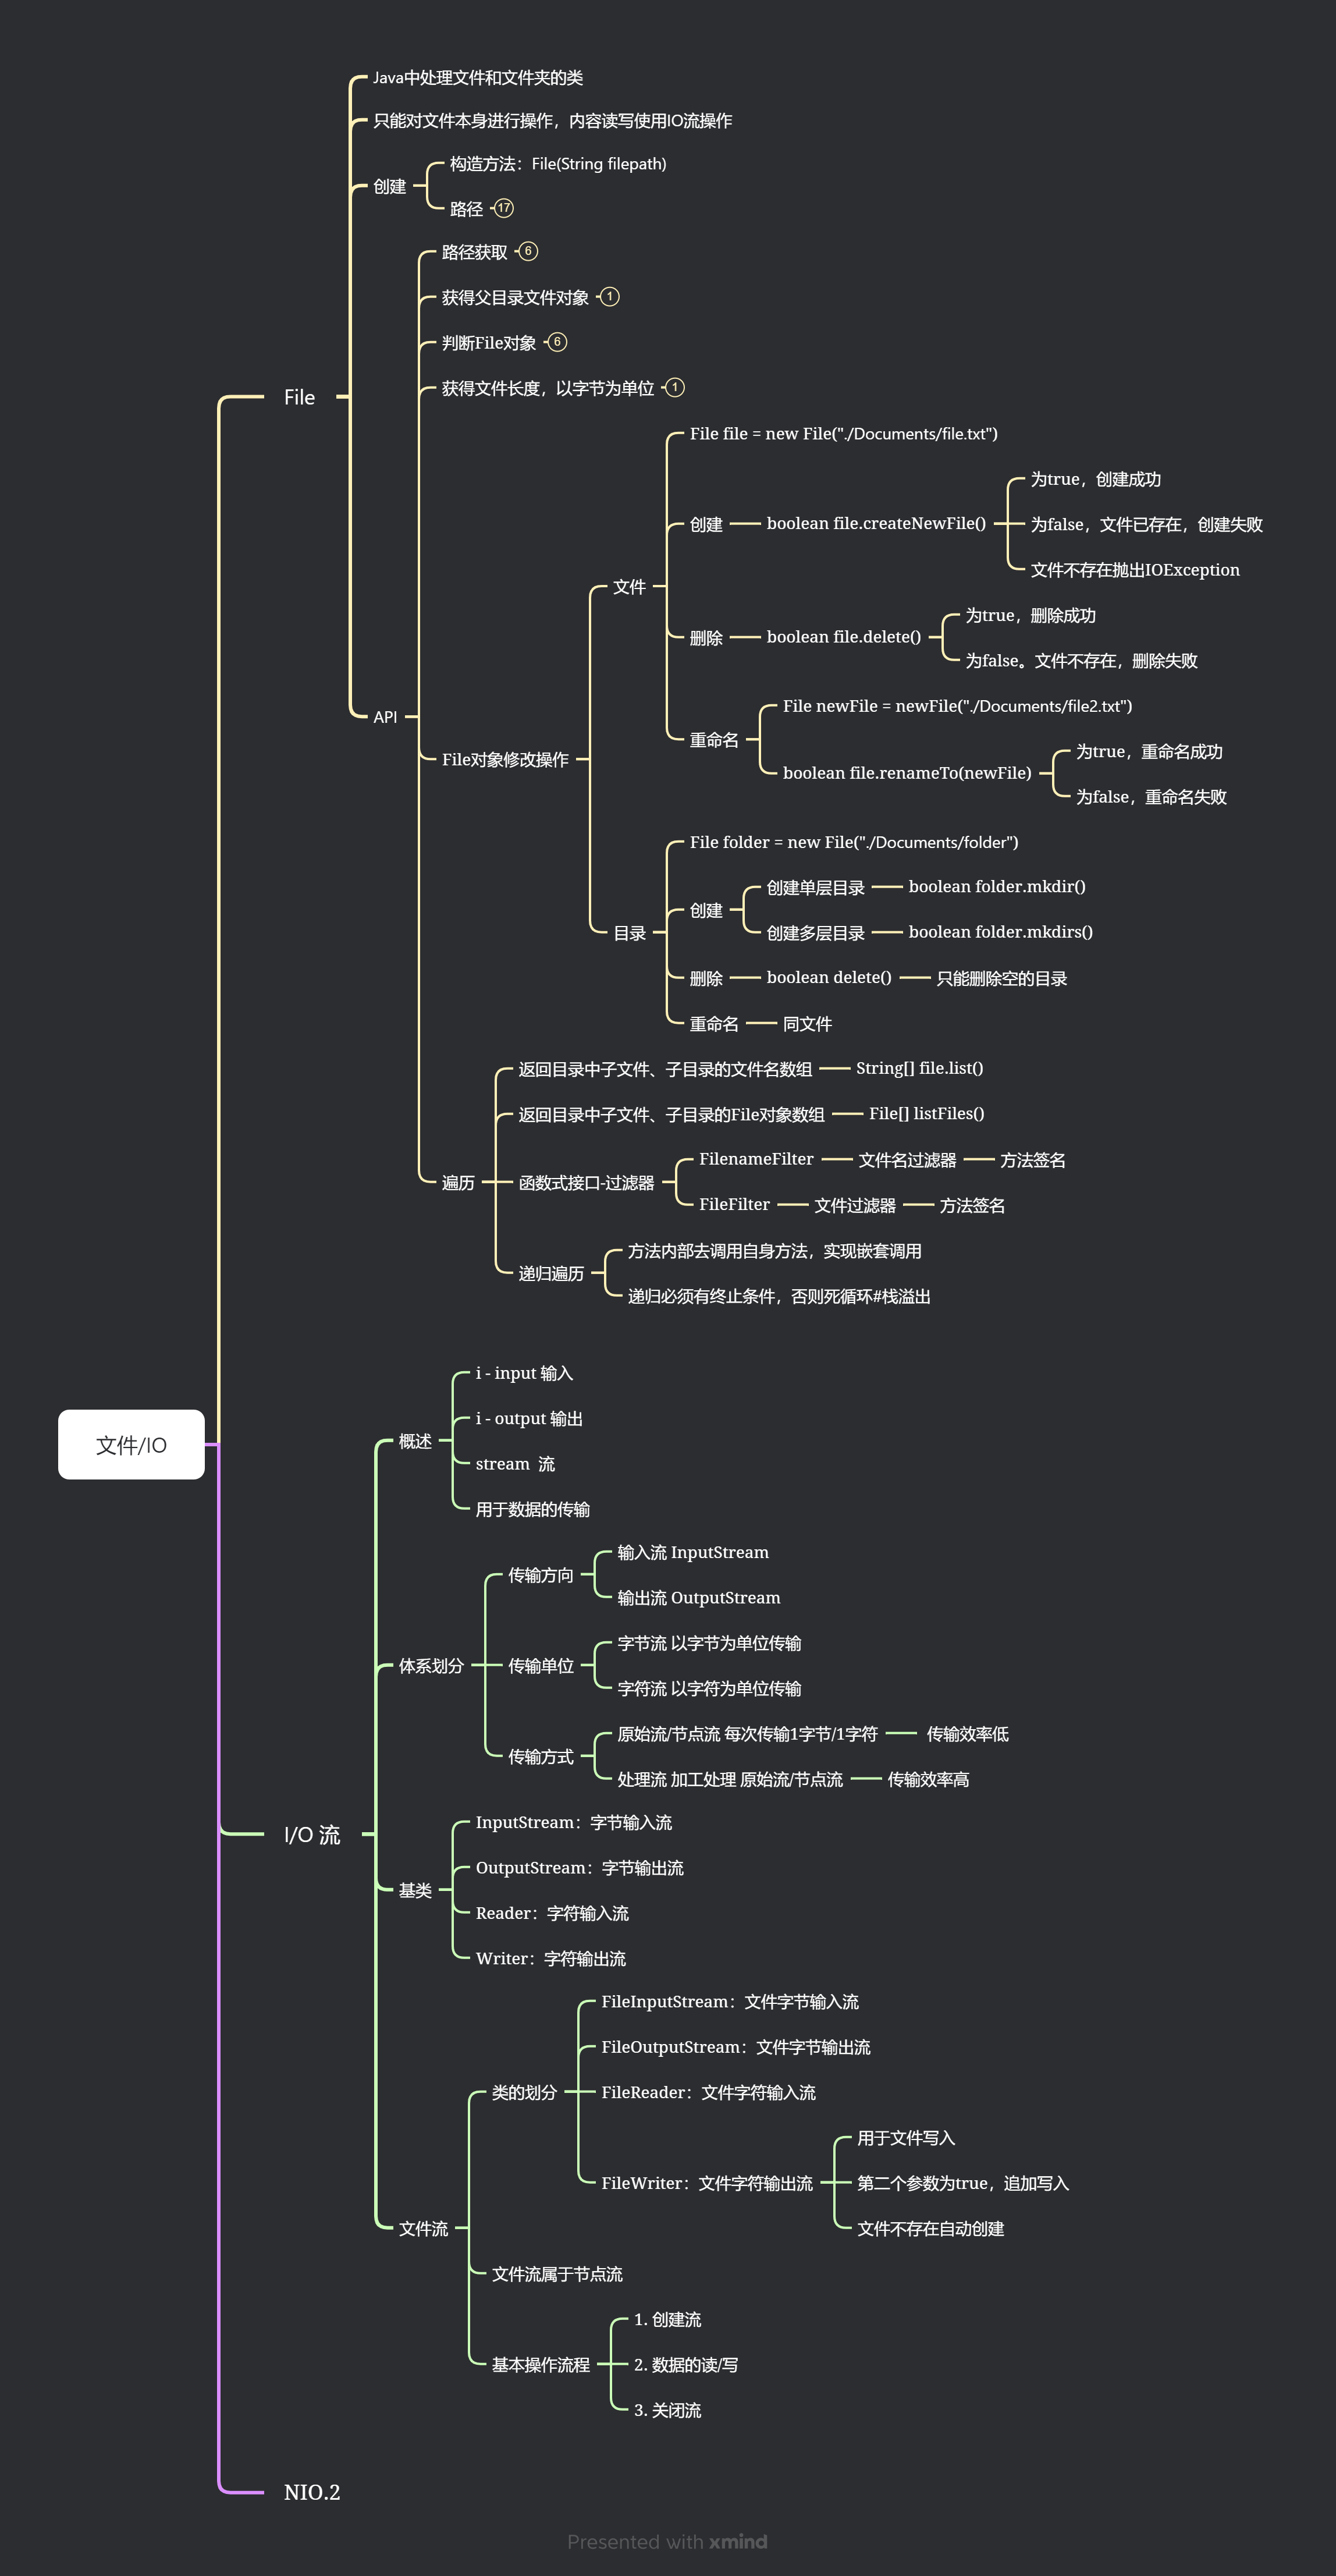 Java中处理文件和文件夹的类
只能对文件本身进行操作，内容读写使用IO流操作
构造方法：File(String filepath)
创建
路径
17
路径获取
6
获得父目录文件对象
1
判断File对象
6
获得文件长度，以字节为单位
1
File
File file = new File("./Documents/file.txt")
为true，创建成功
创建
boolean file.createNewFile()
为false，文件已存在，创建失败
文件不存在抛出IOException
文件
为true，删除成功
删除
boolean file.delete()
为false。文件不存在，删除失败
File newFile = newFile("./Documents/file2.txt")
API
重命名
为true，重命名成功
File对象修改操作
boolean file.renameTo(newFile)
为false，重命名失败
File folder = new File("./Documents/folder")
创建单层目录
boolean folder.mkdir()
创建
目录
创建多层目录
boolean folder.mkdirs()
删除
boolean delete()
只能删除空的目录
重命名
同文件
返回目录中子文件、子目录的文件名数组
String[] file.list()
返回目录中子文件、子目录的File对象数组
File[] listFiles()
FilenameFilter
文件名过滤器
方法签名
遍历
函数式接口-过滤器
FileFilter
文件过滤器
方法签名
方法内部去调用自身方法，实现嵌套调用
递归遍历
递归必须有终止条件，否则死循环#栈溢出
i - input 输入
i - output 输出
文件/IO
概述
stream 流
用于数据的传输
输入流 InputStream
传输方向
输出流 OutputStream
字节流 以字节为单位传输
体系划分
传输单位
字符流 以字符为单位传输
原始流/节点流 每次传输1字节/1字符
传输效率低
传输方式
处理流 加工处理 原始流/节点流
传输效率高
InputStream：字节输入流
I/O 流
OutputStream：字节输出流
基类
Reader：字符输入流
Writer：字符输出流
FileInputStream：文件字节输入流
FileOutputStream：文件字节输出流
类的划分
FileReader：文件字符输入流
用于文件写入
FileWriter：文件字符输出流
第二个参数为true，追加写入
文件流
文件不存在自动创建
文件流属于节点流
1. 创建流
基本操作流程
2. 数据的读/写
3. 关闭流
NIO.2
Presented with xmind